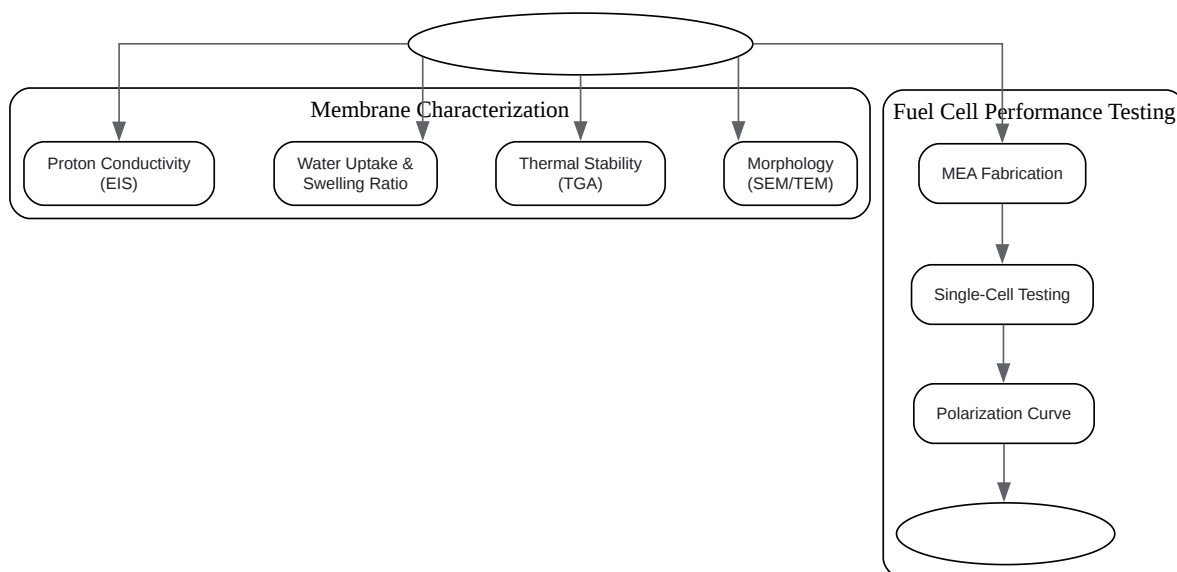 Membrane Characterization
Proton Conductivity
(EIS)
Water Uptake &
Swelling Ratio
Thermal Stability
(TGA)
Morphology
(SEM/TEM)
Fuel Cell Performance Testing
MEA Fabrication
Single-Cell Testing
Polarization Curve